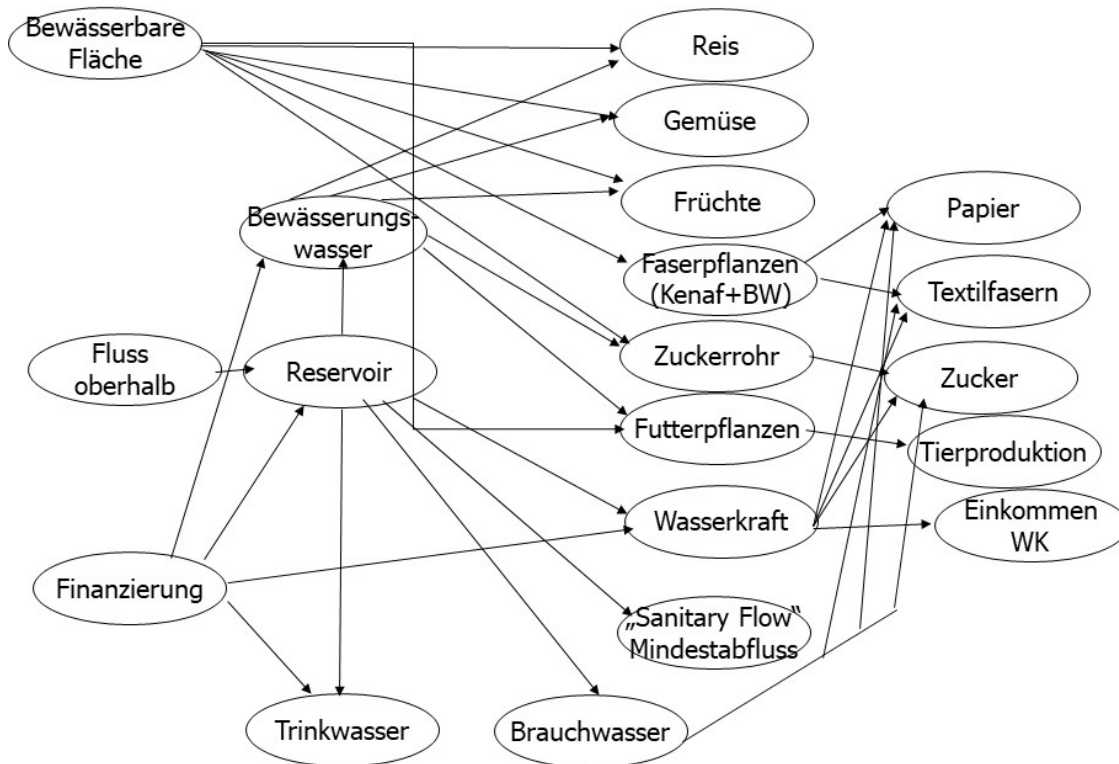 Bewässerbare
Fläche
Reis
Gemüse
Früchte
Bewässerungs-
wasser
Papier
Faserpflanzen
(Kenaf+BW)
Textilfasern
Fluss
oberhalb
Reservoir
Zuckerrohr
Zucker
Futterpflanzen
Tierproduktion
Wasserkraft
Einkommen
WK
Finanzierung
„Sanitary Flow“
Mindestabfluss
Trinkwasser
Brauchwasser